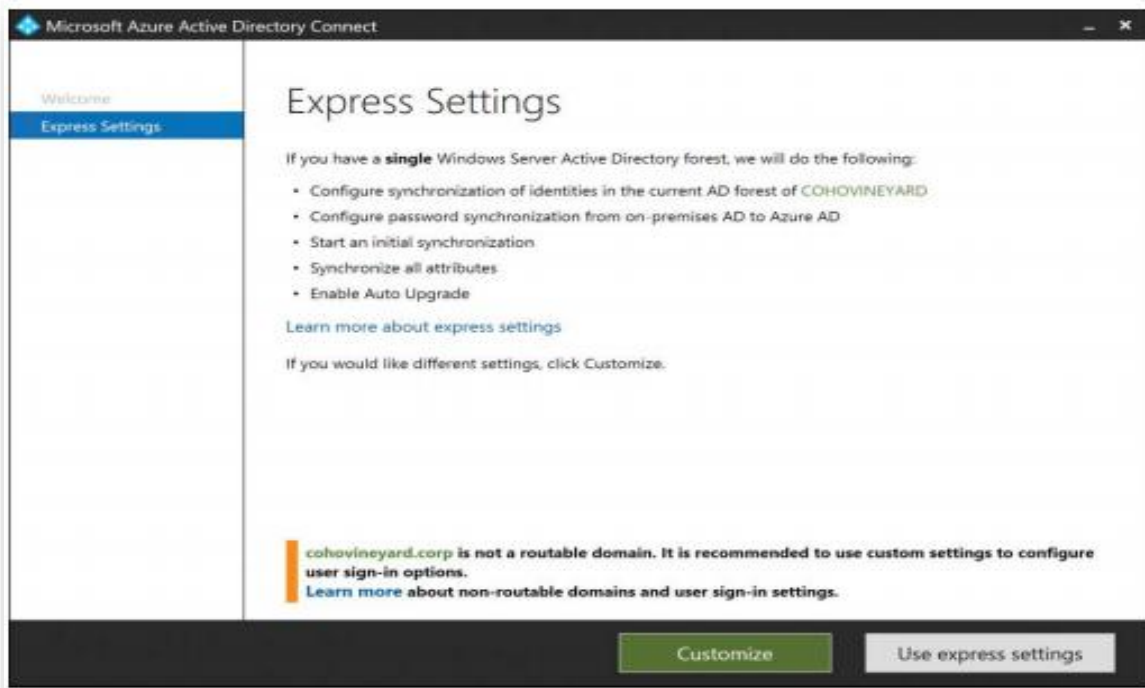 Microsoft Azure Active Directory Connect
Welcome
Express Settings
Express Settings
If you have a single Windows Server Active Directory forest, we will do the following:
• Configure synchronization of identities in the current AD forest of COHOVINEYARD
• Configure password synchronization from on-premises AD to Azure AD
• Start an initial synchronization
• Synchronize all attributes
• Enable Auto Upgrade
Learn more about express settings
If you would like different settings, click Customize.
cohovineyard.corp is not a routable domain. It is recommended to use custom settings to configure
user sign-in options.
Learn more about non-routable domains and user sign-in settings.
Customize
Use express settings